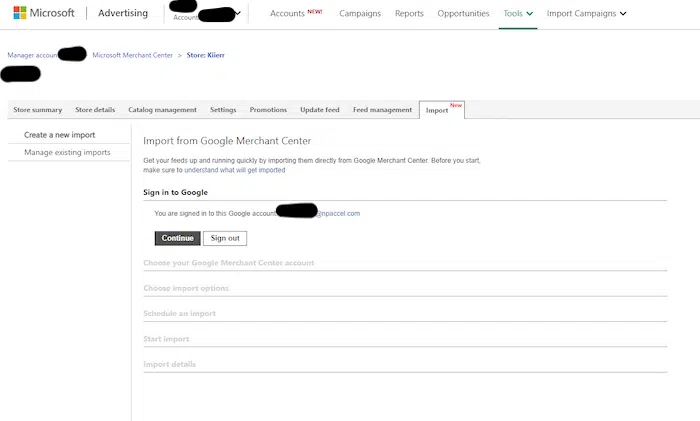 Microsoft Advertising Account Accounts NEW! Campaigns Reports Opportunities Tools Import Campaigns
Manager accoun Microsoft Merchant Center > Store: Kiierr
Store summary Store details Catalog management Settings Promotions Update feed Feed management Import New
Create a new import
Manage existing imports
Import from Google Merchant Center
Get your feeds up and running quickly by importing them directly from Google Merchant Center. Before you start,
make sure to understand what will get imported
Sign in to Google
You are signed in to this Google account @npaccel.com
Continue Sign out
Choose your Google Merchant Center account
Choose import options
Schedule an import
Start import
Import details